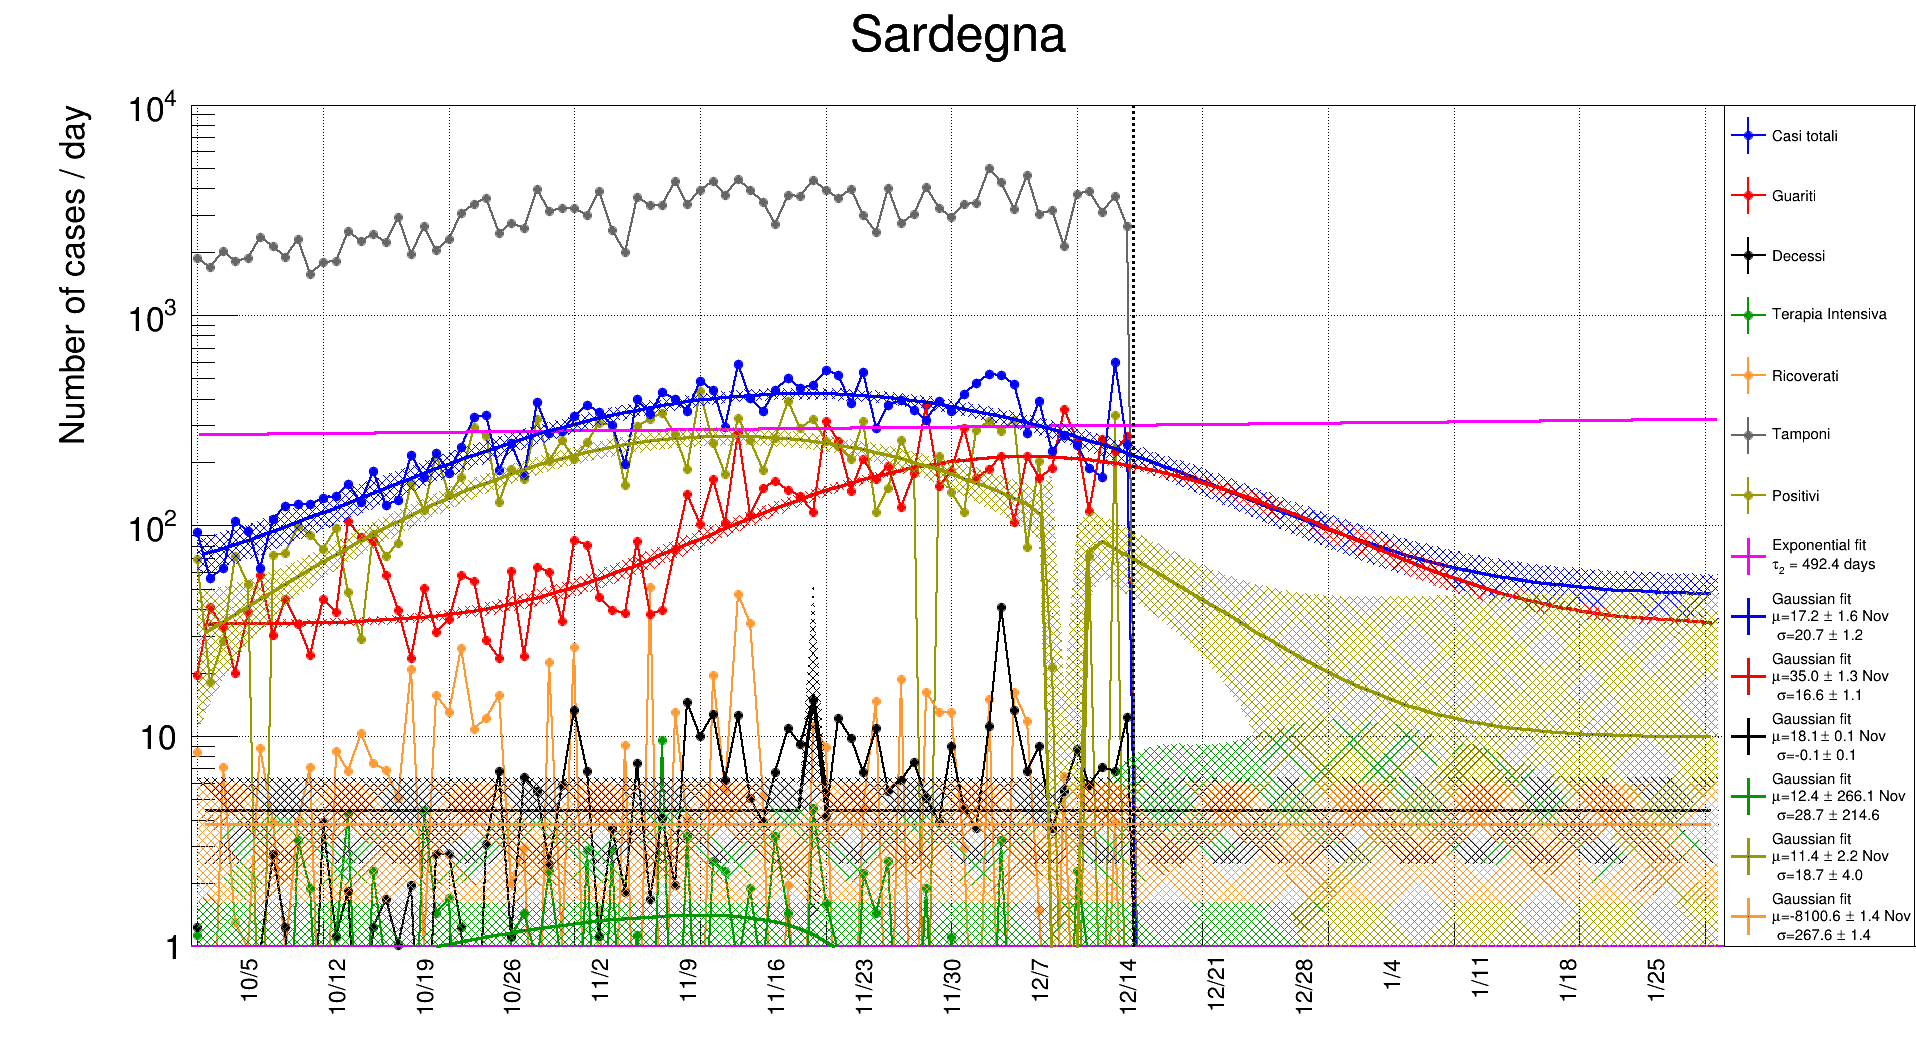 Sardegna
Number of cases / day
10^4
10^3
10^2
10
1
10/5
10/12
10/19
10/26
11/2
11/9
11/16
11/23
11/30
12/7
12/14
12/21
12/28
1/4
1/11
1/18
1/25
Casi totali
Guariti
Decessi
Terapia Intensiva
Ricoverati
Tamponi
Positivi
Exponential fit
τ₂ = 492.4 days
Gaussian fit
μ=17.2 ± 1.6 Nov
σ=20.7 ± 1.2
Gaussian fit
μ=35.0 ± 1.3 Nov
σ=16.6 ± 1.1
Gaussian fit
μ=18.1 ± 0.1 Nov
σ=-0.1 ± 0.1
Gaussian fit
μ=12.4 ± 266.1 Nov
σ=28.7 ± 214.6
Gaussian fit
μ=11.4 ± 2.2 Nov
σ=18.7 ± 4.0
Gaussian fit
μ=-8100.6 ± 1.4 Nov
σ=267.6 ± 1.4